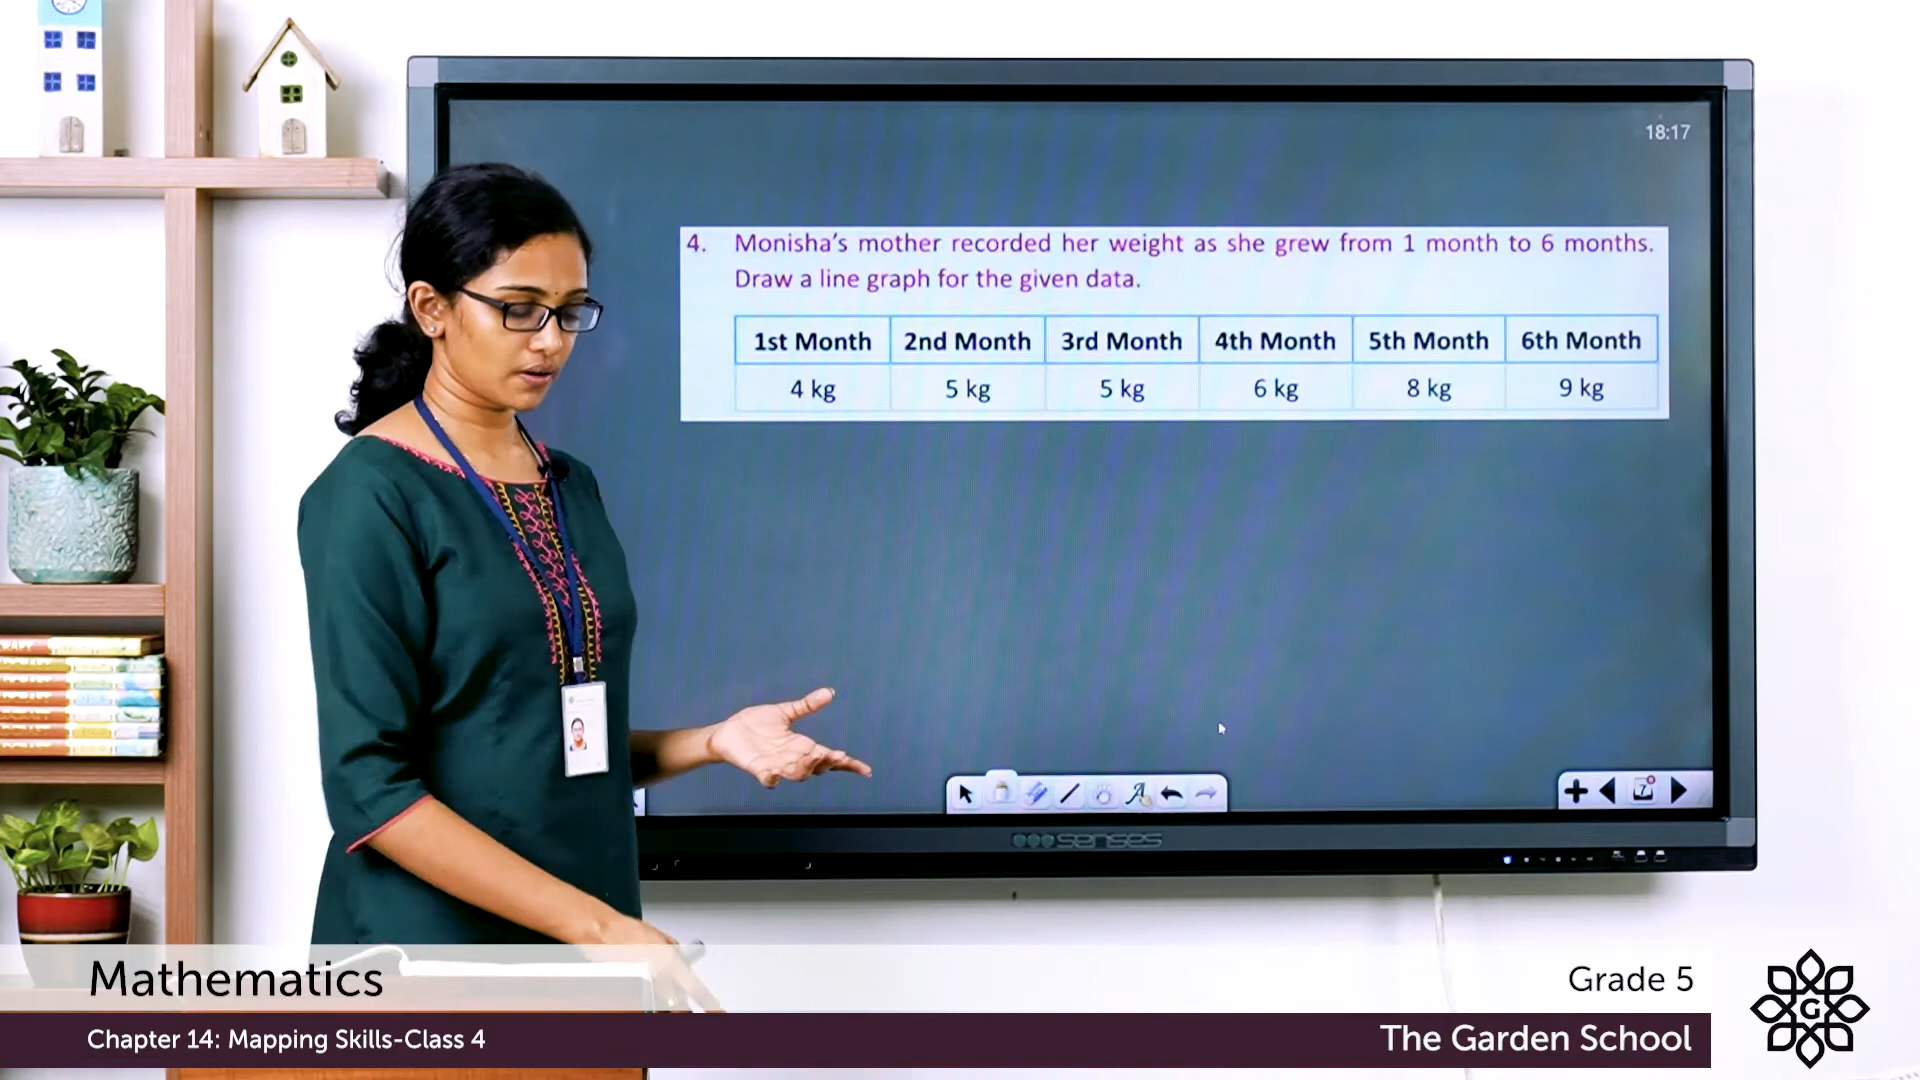 18:17
4. Monisha's mother recorded her weight as she grew from 1 month to 6 months.
Draw a line graph for the given data.
1st Month 2nd Month 3rd Month 4th Month 5th Month 6th Month
4 kg 5 kg 5 kg 6 kg 8 kg 9 kg
senses
Mathematics
Grade 5
Chapter 14: Mapping Skills-Class 4
The Garden School
G